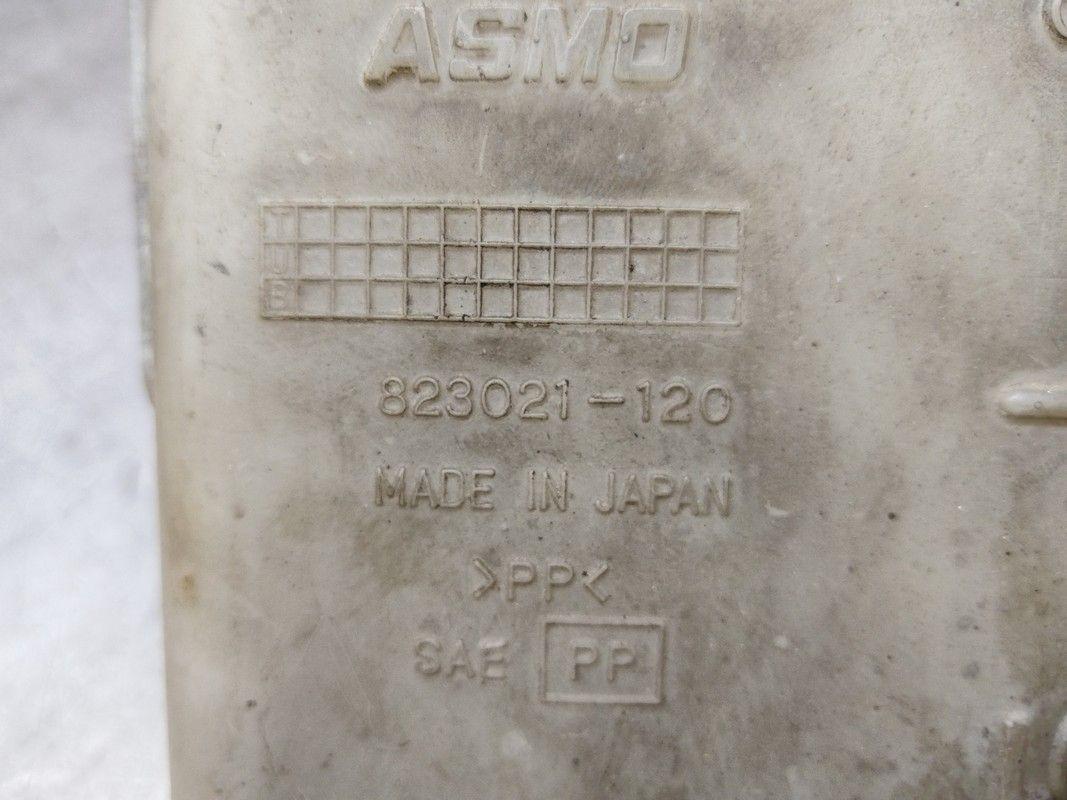 ASMO
T
U
B
823021-120
MADE IN JAPAN
>PP<
SAE PP